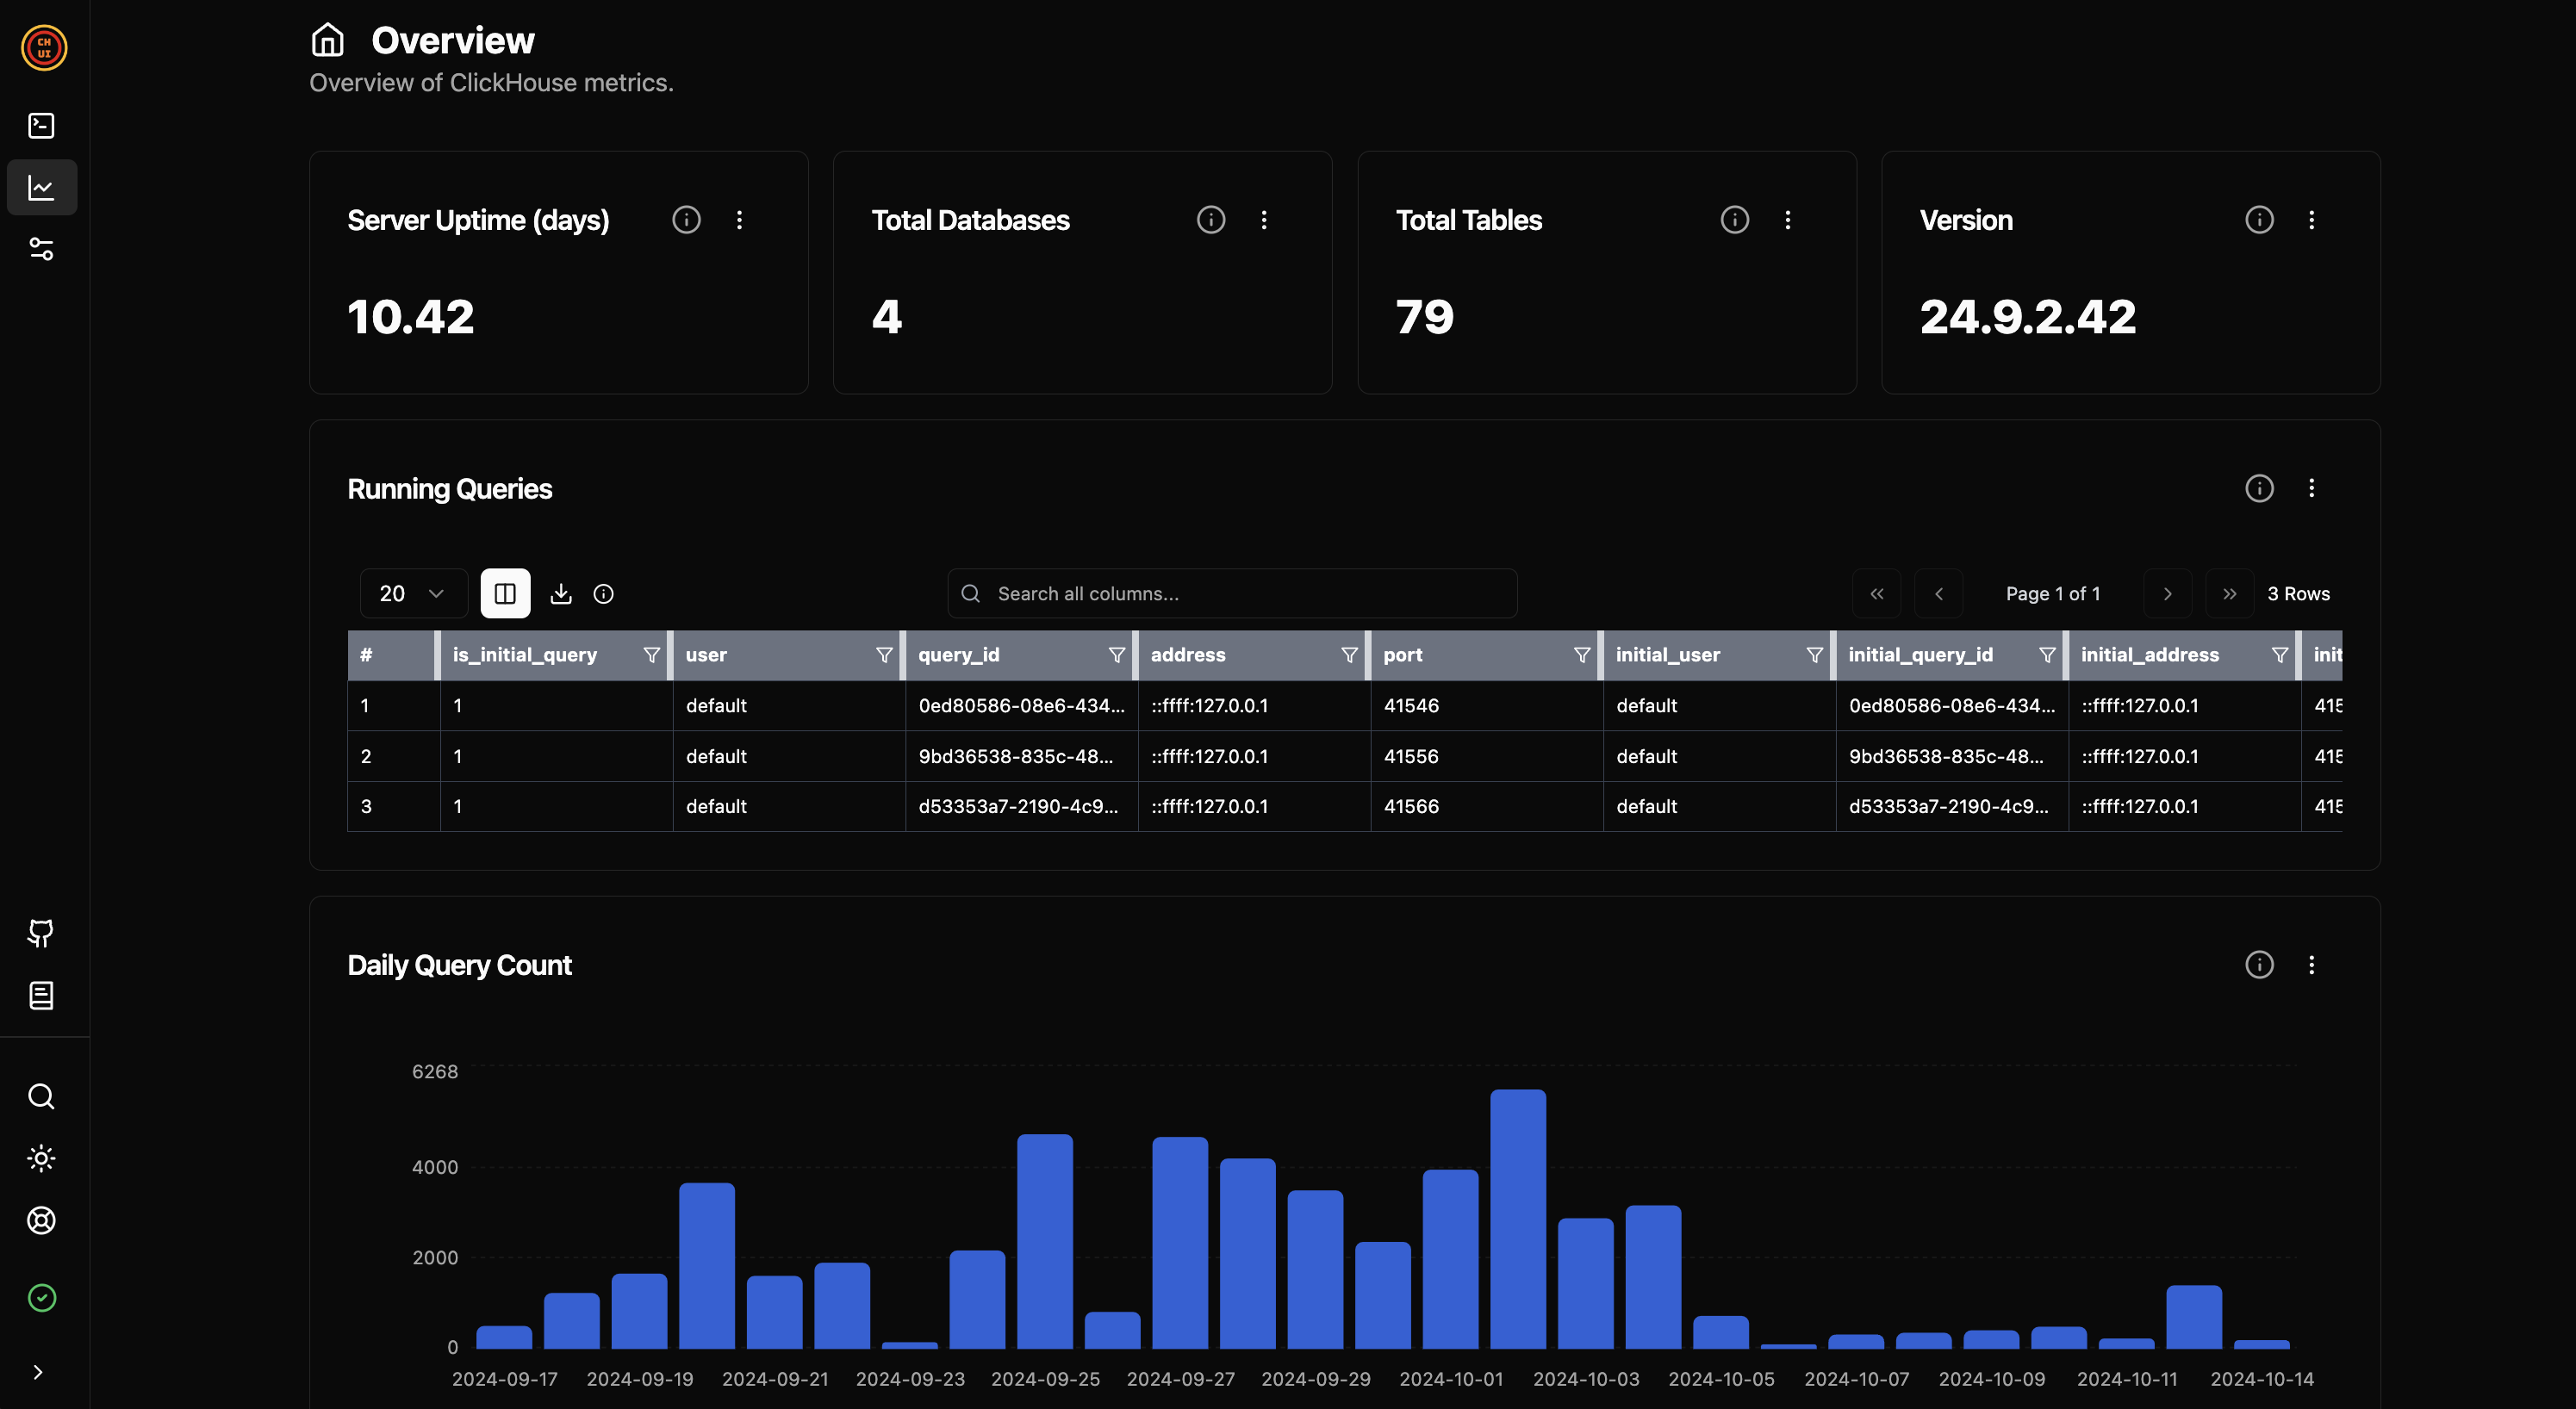 CH
UI
Overview
Overview of ClickHouse metrics.
Server Uptime (days)
10.42
Total Databases
4
Total Tables
79
Version
24.9.2.42
Running Queries
20
Search all columns...
Page 1 of 1
3 Rows
# is_initial_query user query_id address port initial_user initial_query_id initial_address init
1 1 default 0ed80586-08e6-434... ::ffff:127.0.0.1 41546 default 0ed80586-08e6-434... ::ffff:127.0.0.1 415
2 1 default 9bd36538-835c-48... ::ffff:127.0.0.1 41556 default 9bd36538-835c-48... ::ffff:127.0.0.1 415
3 1 default d53353a7-2190-4c9... ::ffff:127.0.0.1 41566 default d53353a7-2190-4c9... ::ffff:127.0.0.1 415
Daily Query Count
6268
4000
2000
0
2024-09-17 2024-09-19 2024-09-21 2024-09-23 2024-09-25 2024-09-27 2024-09-29 2024-10-01 2024-10-03 2024-10-05 2024-10-07 2024-10-09 2024-10-11 2024-10-14